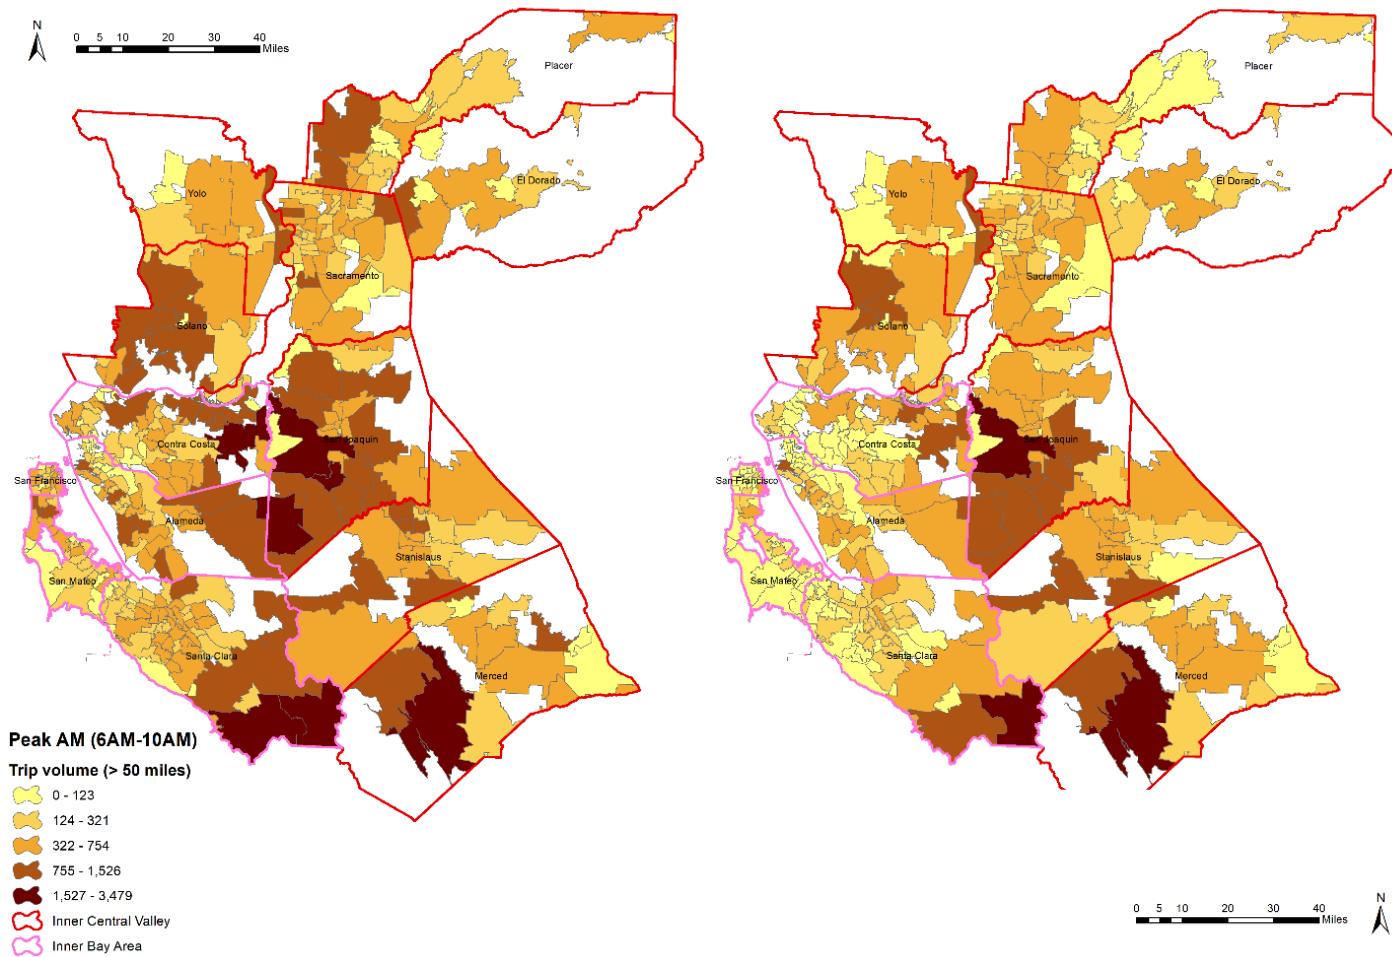 N
0 5 10 20 30 40
Miles
Placer
El Dorado
Yolo
Sacramento
Solano
Contra Costa
San Joaquin
San Francisco
Alameda
Stanislaus
San Mateo
Santa Clara
Merced
Peak AM (6AM-10AM)
Trip volume (> 50 miles)
0 - 123
124 - 321
322 - 754
755 - 1,526
1,527 - 3,479
Inner Central Valley
Inner Bay Area
Placer
El Dorado
Yolo
Sacramento
Solano
Contra Costa
San Joaquin
San Francisco
Alameda
Stanislaus
San Mateo
Santa Clara
Merced
0 5 10 20 30 40
Miles
N